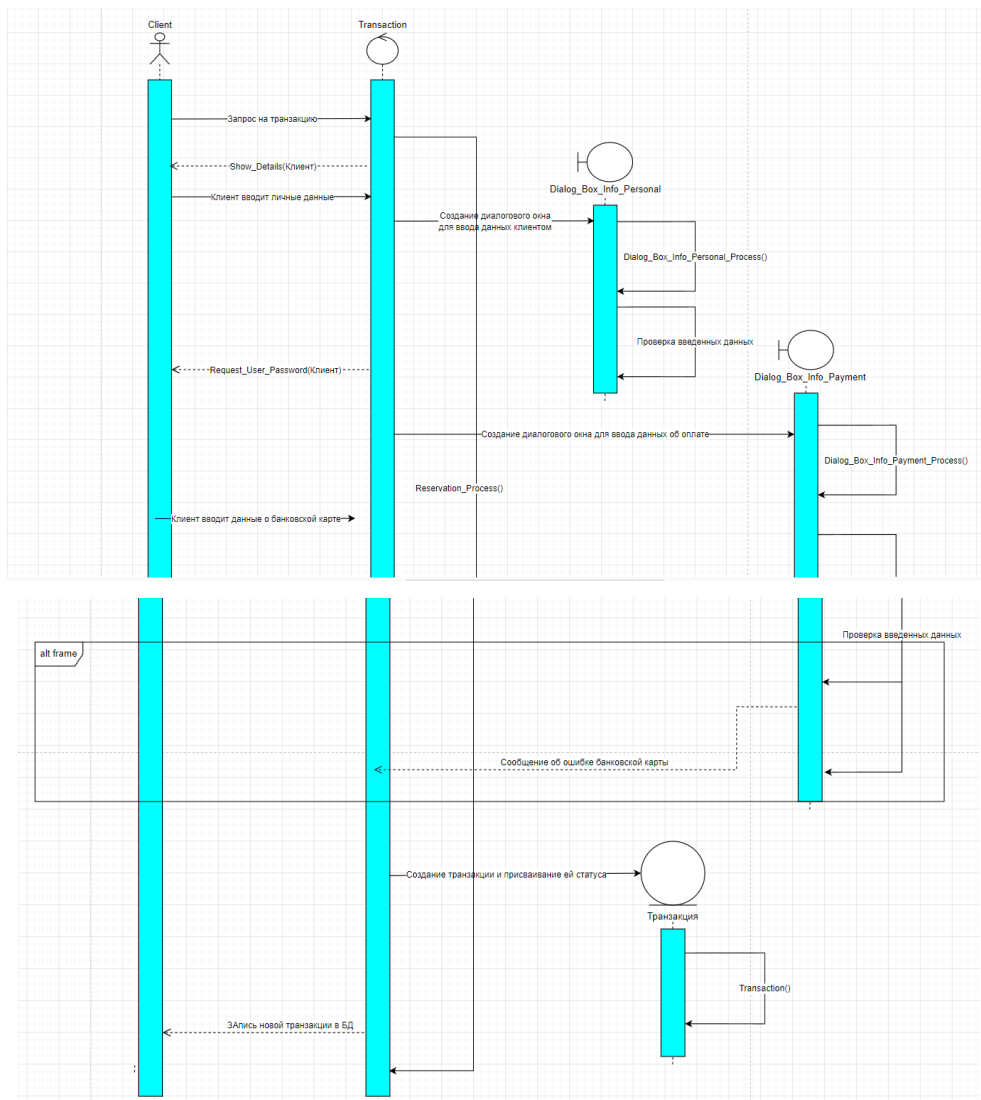 Client
Transaction
Запрос на транзакцию
Show_Details(Клиент)
Dialog_Box_Info_Personal
Клиент вводит личные данные
Создание диалогового окна
для ввода данных клиентом
Dialog_Box_Info_Personal_Process()
Проверка введенных данных
Request_User_Password(Клиент)
Dialog_Box_Info_Payment
Создание диалогового окна для ввода данных об оплате
Dialog_Box_Info_Payment_Process()
Reservation_Process()
Клиент вводит данные о банковской карте
Проверка введенных данных
alt frame
Сообщение об ошибке банковской карты
Создание транзакции и присваивание ей статуса
Транзакция
Transaction()
ЗАпись новой транзакции в БД